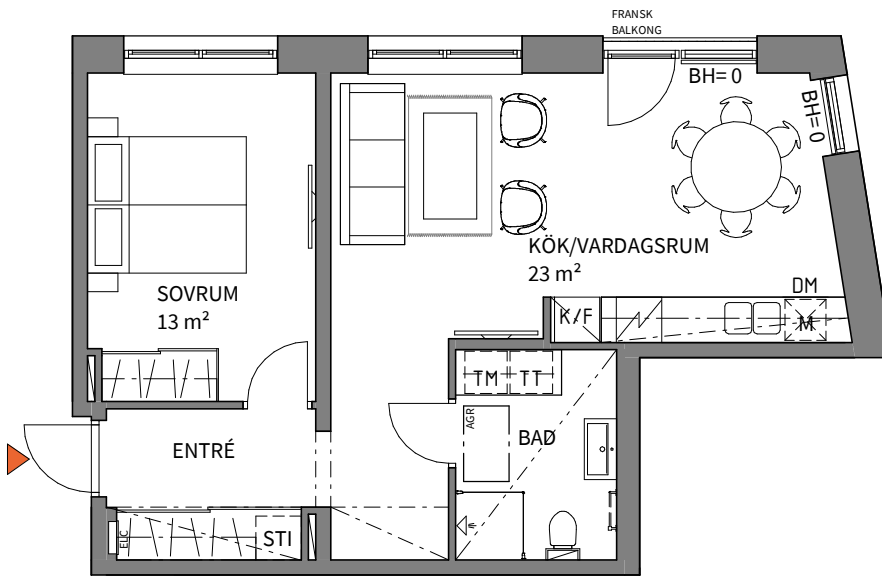 FRANSK
BALKONG
BH= 0
BH= 0
KÖK/VARDAGSRUM
23 m²
SOVRUM
13 m²
DM
K/F
M
TM
TT
AGR
BAD
ENTRÉ
ELC
STI